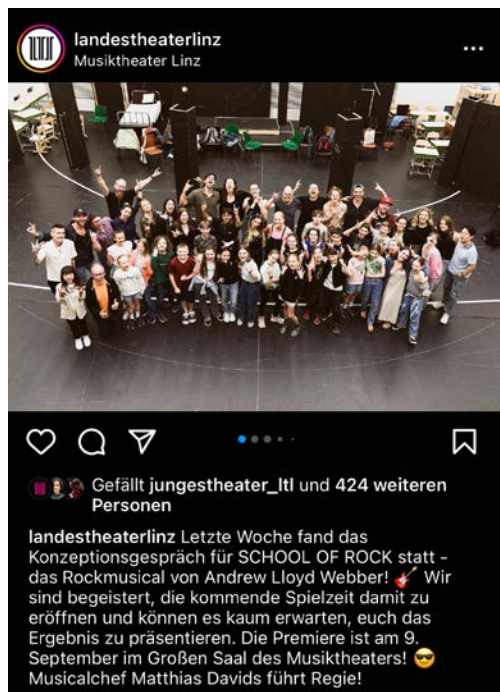 landestheaterlinz
Musiktheater Linz
Gefällt jungestheater_ltl und 424 weiteren
Personen
landestheaterlinz Letzte Woche fand das
Konzeptionsgespräch für SCHOOL OF ROCK statt -
das Rockmusical von Andrew Lloyd Webber! 🎸 Wir
sind begeistert, die kommende Spielzeit damit zu
eröffnen und können es kaum erwarten, euch das
Ergebnis zu präsentieren. Die Premiere ist am 9.
September im Großen Saal des Musiktheaters! 😎
Musicalchef Matthias Davids führt Regie!